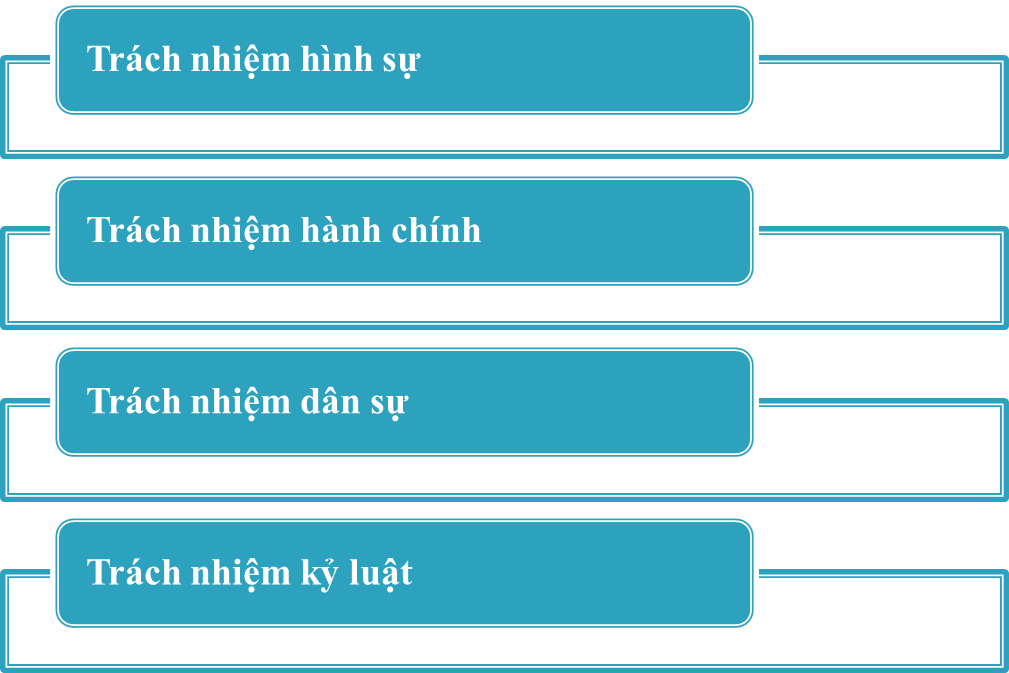 Trách nhiệm hình sự
Trách nhiệm hành chính
Trách nhiệm dân sự
Trách nhiệm kỷ luật